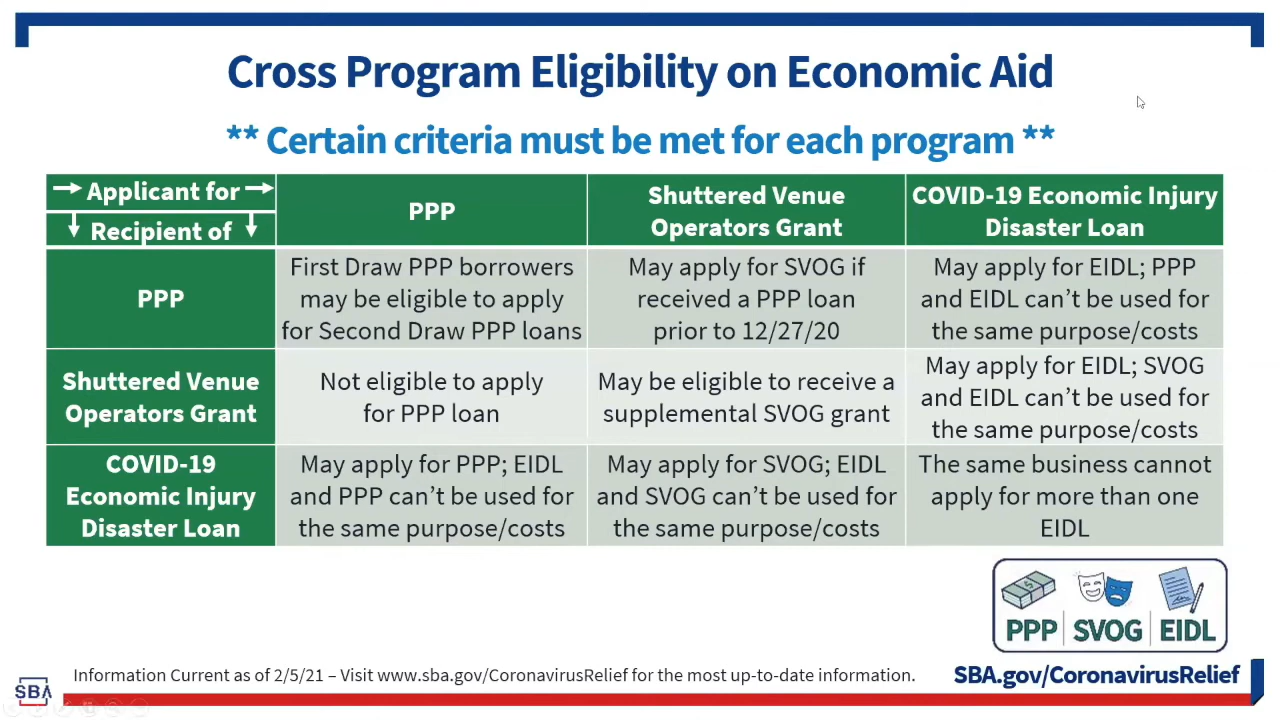 Cross Program Eligibility on Economic Aid
** Certain criteria must be met for each program **
Applicant for
Recipient of
PPP
Shuttered Venue
Operators Grant
COVID-19 Economic Injury
Disaster Loan
PPP
First Draw PPP borrowers
may be eligible to apply
for Second Draw PPP loans
May apply for SVOG if
received a PPP loan
prior to 12/27/20
May apply for EIDL; PPP
and EIDL can't be used for
the same purpose/costs
Shuttered Venue
Operators Grant
Not eligible to apply
for PPP loan
May be eligible to receive a
supplemental SVOG grant
May apply for EIDL; SVOG
and EIDL can't be used for
the same purpose/costs
COVID-19
Economic Injury
Disaster Loan
May apply for PPP; EIDL
and PPP can't be used for
the same purpose/costs
May apply for SVOG; EIDL
and SVOG can't be used for
the same purpose/costs
The same business cannot
apply for more than one
EIDL
PPP SVOG EIDL
Information Current as of 2/5/21 – Visit www.sba.gov/CoronavirusRelief for the most up-to-date information.
SBA.gov/CoronavirusRelief
SBA